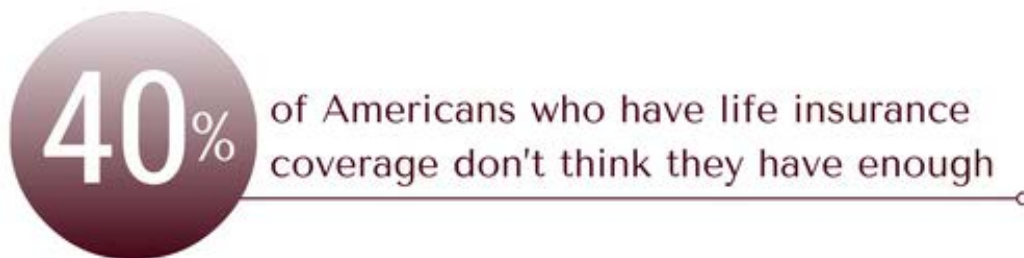 40%
of Americans who have life insurance
coverage don't think they have enough